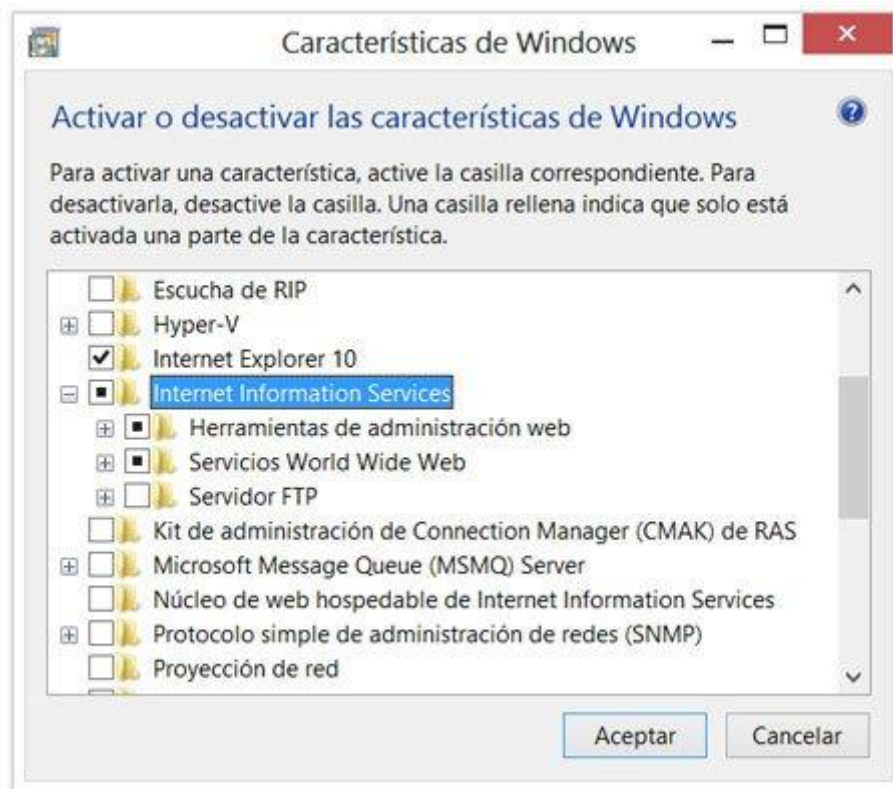 Características de Windows
Activar o desactivar las características de Windows
Para activar una característica, active la casilla correspondiente. Para
desactivarla, desactive la casilla. Una casilla rellena indica que solo está
activada una parte de la característica.
Escucha de RIP
Hyper-V
Internet Explorer 10
Internet Information Services
Herramientas de administración web
Servicios World Wide Web
Servidor FTP
Kit de administración de Connection Manager (CMAK) de RAS
Microsoft Message Queue (MSMQ) Server
Núcleo de web hospedable de Internet Information Services
Protocolo simple de administración de redes (SNMP)
Proyección de red
Aceptar Cancelar